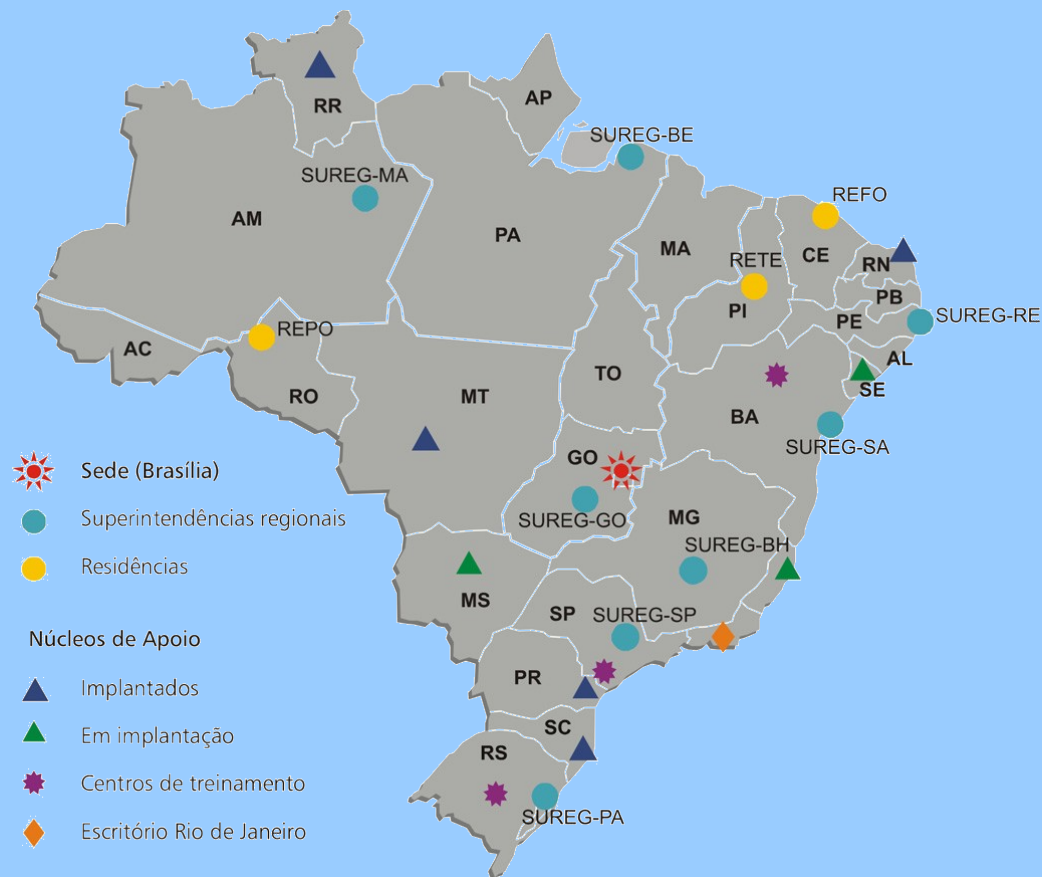 RR
AP
SUREG-BE
SUREG-MA
REFO
AM
PA
MA
CE
RN
RETE
PB
PI
SUREG-RE
PE
REPO
AC
AL
TO
SE
RO
MT
BA
SUREG-SA
GO
SUREG-GO
MG
SUREG-BH
MS
SP
SUREG-SP
PR
SC
RS
SUREG-PA
Sede (Brasília)
Superintendências regionais
Residências
Núcleos de Apoio
Implantados
Em implantação
Centros de treinamento
Escritório Rio de Janeiro